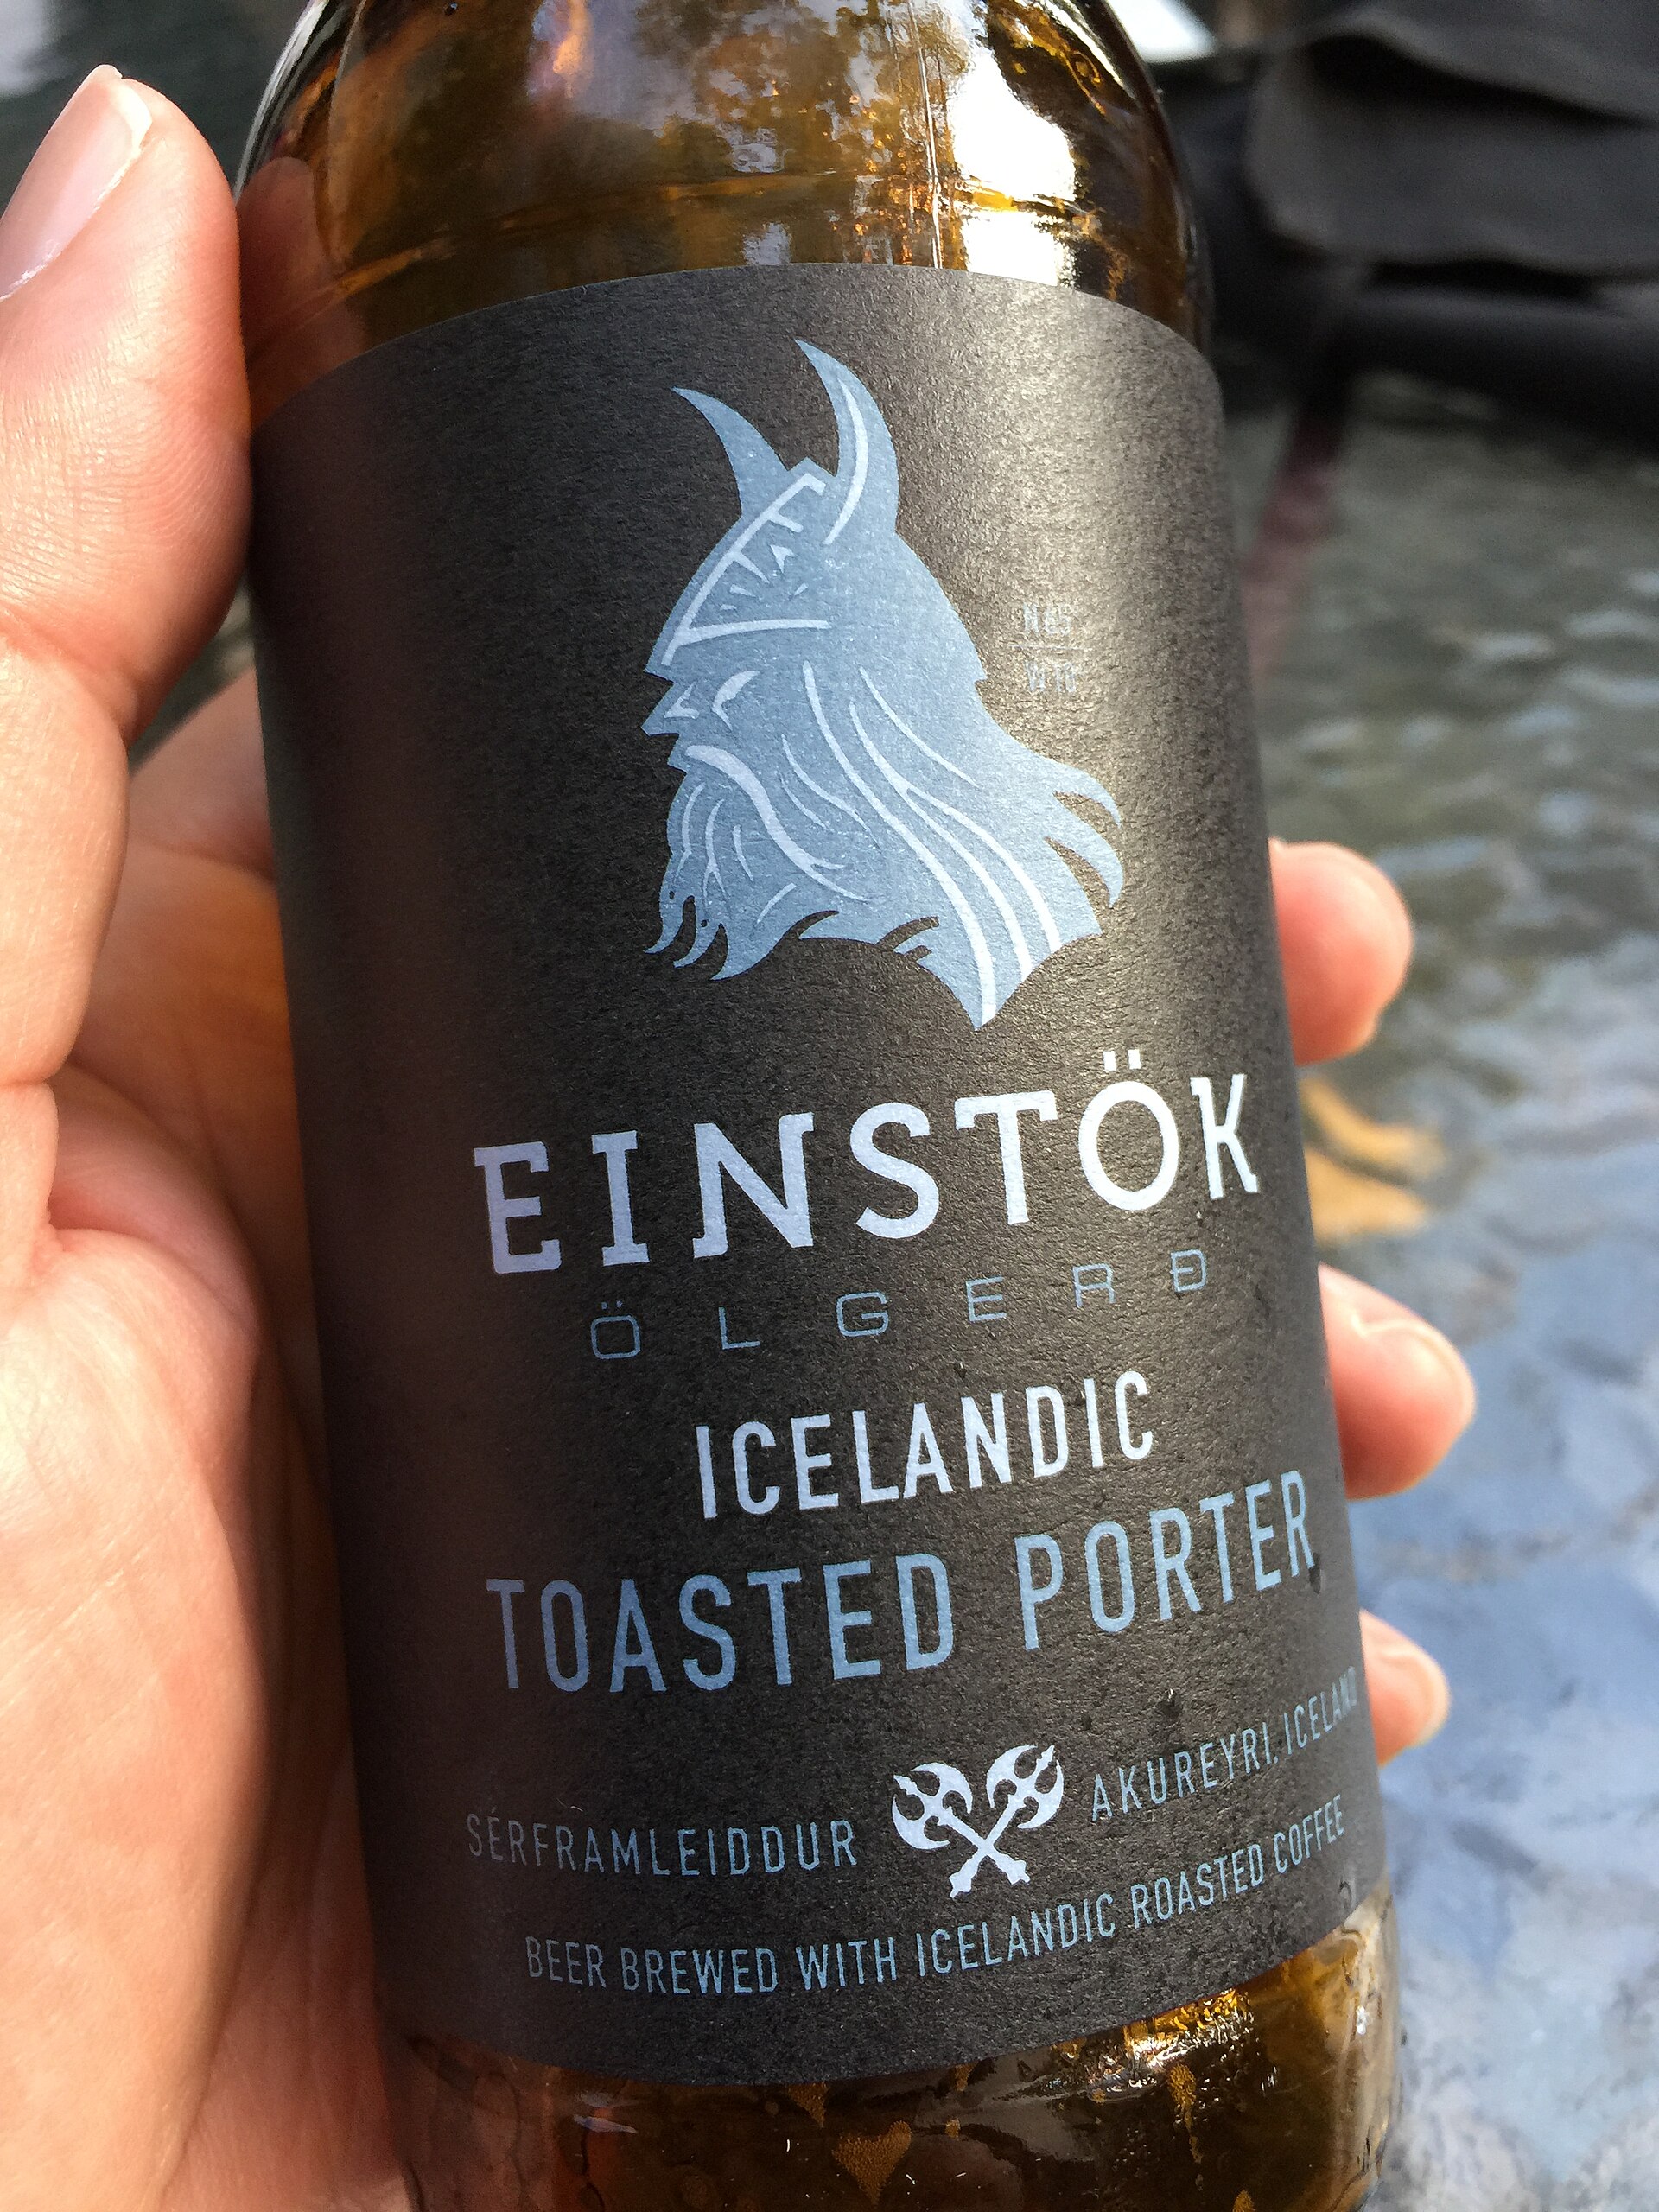 EINSTÖK
ÖLGERÐ
ICELANDIC
TOASTED PORTER
SÉRFRAMLEIDDUR
AKUREYRI, ICELAND
BEER BREWED WITH ICELANDIC ROASTED COFFEE